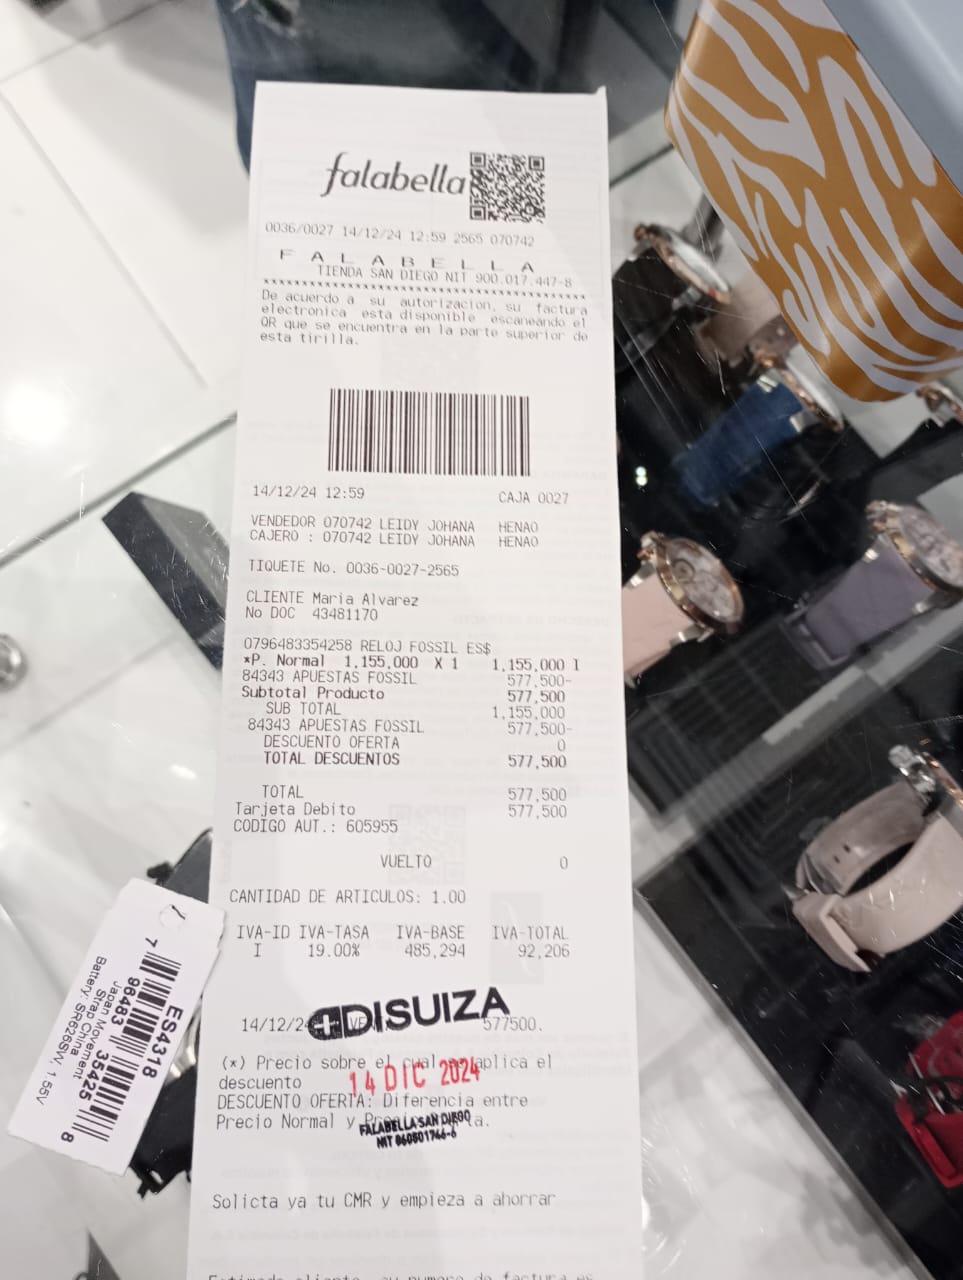 falabella
0036/0027 14/12/24 12:59 2565 070742
F A L A B E L L A
TIENDA SAN DIEGO NIT 900.017.447-8
****************************************
De acuerdo a su autorizacion, su factura
electronica esta disponible escaneando el
QR que se encuentra en la parte superior de
esta tirilla.
14/12/24 12:59 CAJA 0027
VENDEDOR 070742 LEIDY JOHANA HENAO
CAJERO : 070742 LEIDY JOHANA HENAO
TIQUETE No. 0036-0027-2565
CLIENTE Maria Alvarez
No DOC 43481170
0796483354258 RELOJ FOSSIL ES$
*P. Normal 1,155,000 X 1 1,155,000 I
84343 APUESTAS FOSSIL 577,500-
Subtotal Producto 577,500
SUB TOTAL 1,155,000
84343 APUESTAS FOSSIL 577,500-
DESCUENTO OFERTA 0
TOTAL DESCUENTOS 577,500
TOTAL 577,500
Tarjeta Debito 577,500
CODIGO AUT.: 605955
VUELTO 0
CANTIDAD DE ARTICULOS: 1.00
IVA-ID IVA-TASA IVA-BASE IVA-TOTAL
I 19.00% 485,294 92,206
DISUIZA
14/12/24 577500.
(*) Precio sobre el cual aplica el
descuento
14 DIC 2024
DESCUENTO OFERTA: Diferencia entre
Precio Normal y
FALABELLA SAN DIEGO
NIT 860501766-6
Solicta ya tu CMR y empieza a ahorrar
ES4318
7 96483 35425 8
Japan Movement
Strap China
Battery: SR626SW, 1.55V